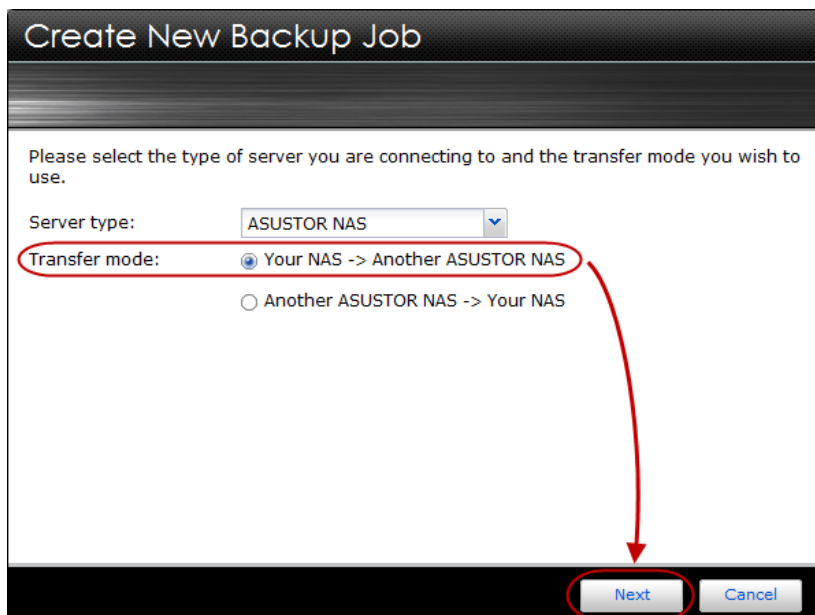 Create New Backup Job
Please select the type of server you are connecting to and the transfer mode you wish to
use.
Server type: ASUSTOR NAS
Transfer mode: Your NAS -> Another ASUSTOR NAS
Another ASUSTOR NAS -> Your NAS
Next Cancel